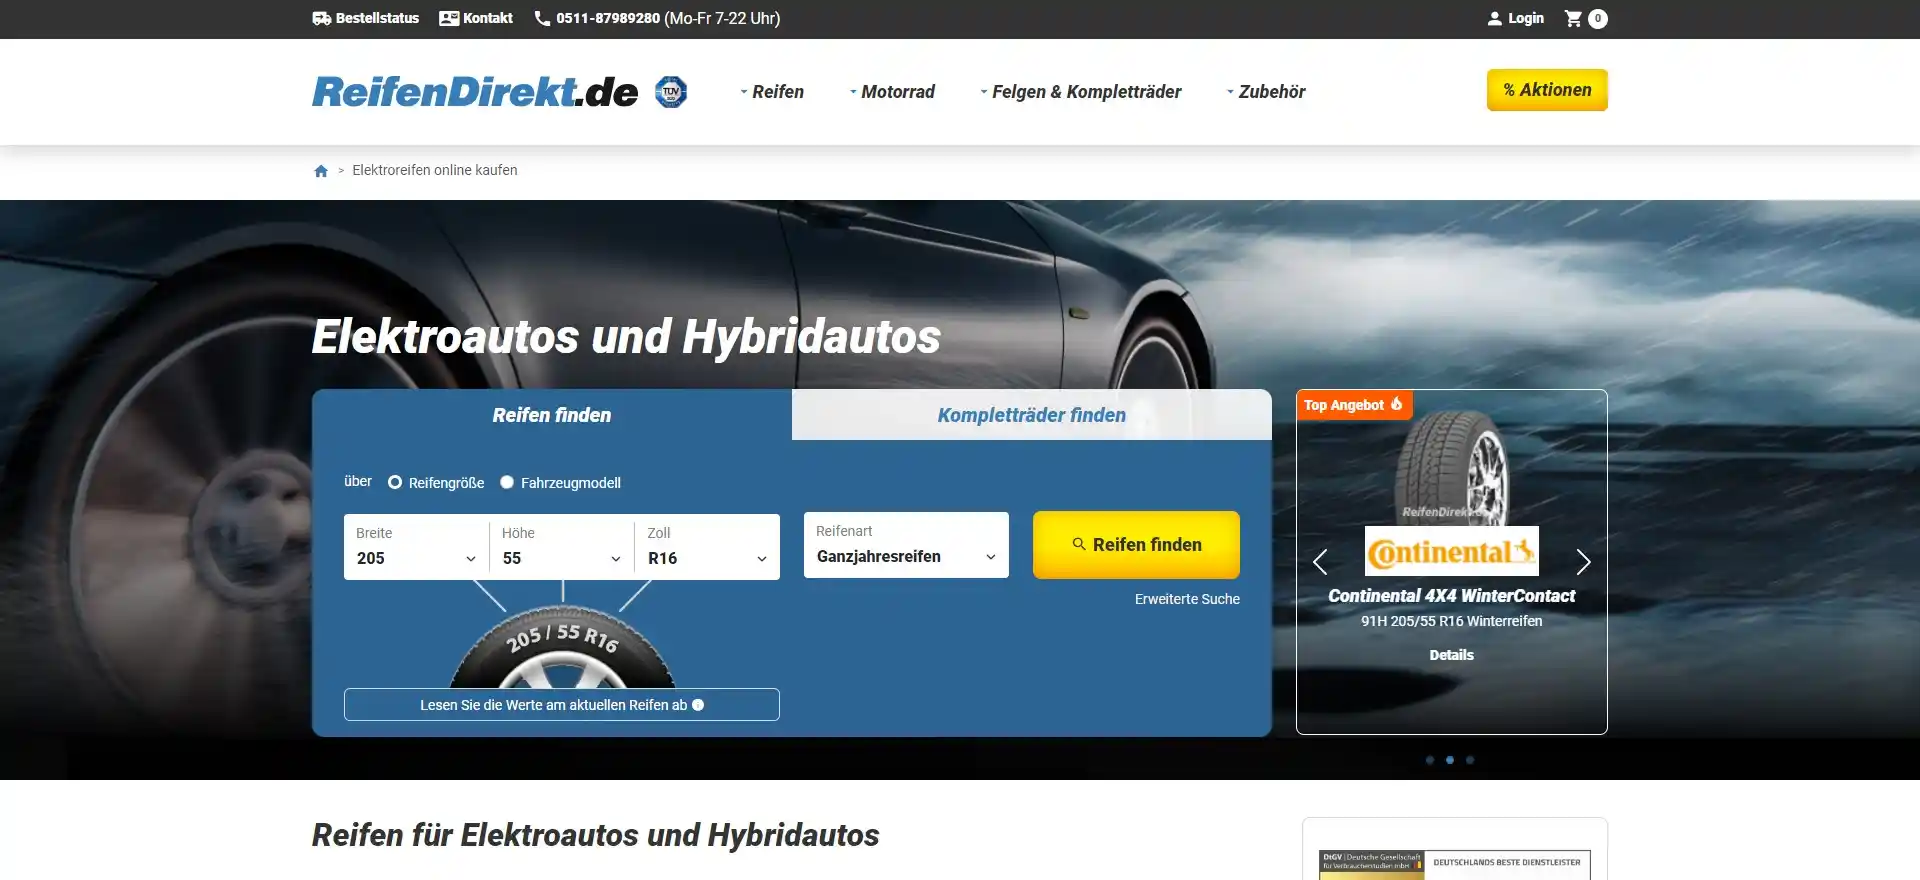 Bestellstatus Kontakt 0511-87989280 (Mo-Fr 7-22 Uhr) Login 0
ReifenDirekt.de TÜV Reifen Motorrad Felgen & Kompletträder Zubehör % Aktionen
> Elektroreifen online kaufen
Elektroautos und Hybridautos
Reifen finden Kompletträder finden
über Reifengröße Fahrzeugmodell
Breite Höhe Zoll Reifenart
205 55 R16 Ganzjahresreifen
Reifen finden
Erweiterte Suche
205 / 55 R16
Lesen Sie die Werte am aktuellen Reifen ab
Top Angebot
ReifenDirekt.de
Continental
Continental 4X4 WinterContact
91H 205/55 R16 Winterreifen
Details
Reifen für Elektroautos und Hybridautos
DtGV | Deutsche Gesellschaft
für Verbraucherstudien mbH
DEUTSCHLANDS BESTE DIENSTLEISTER